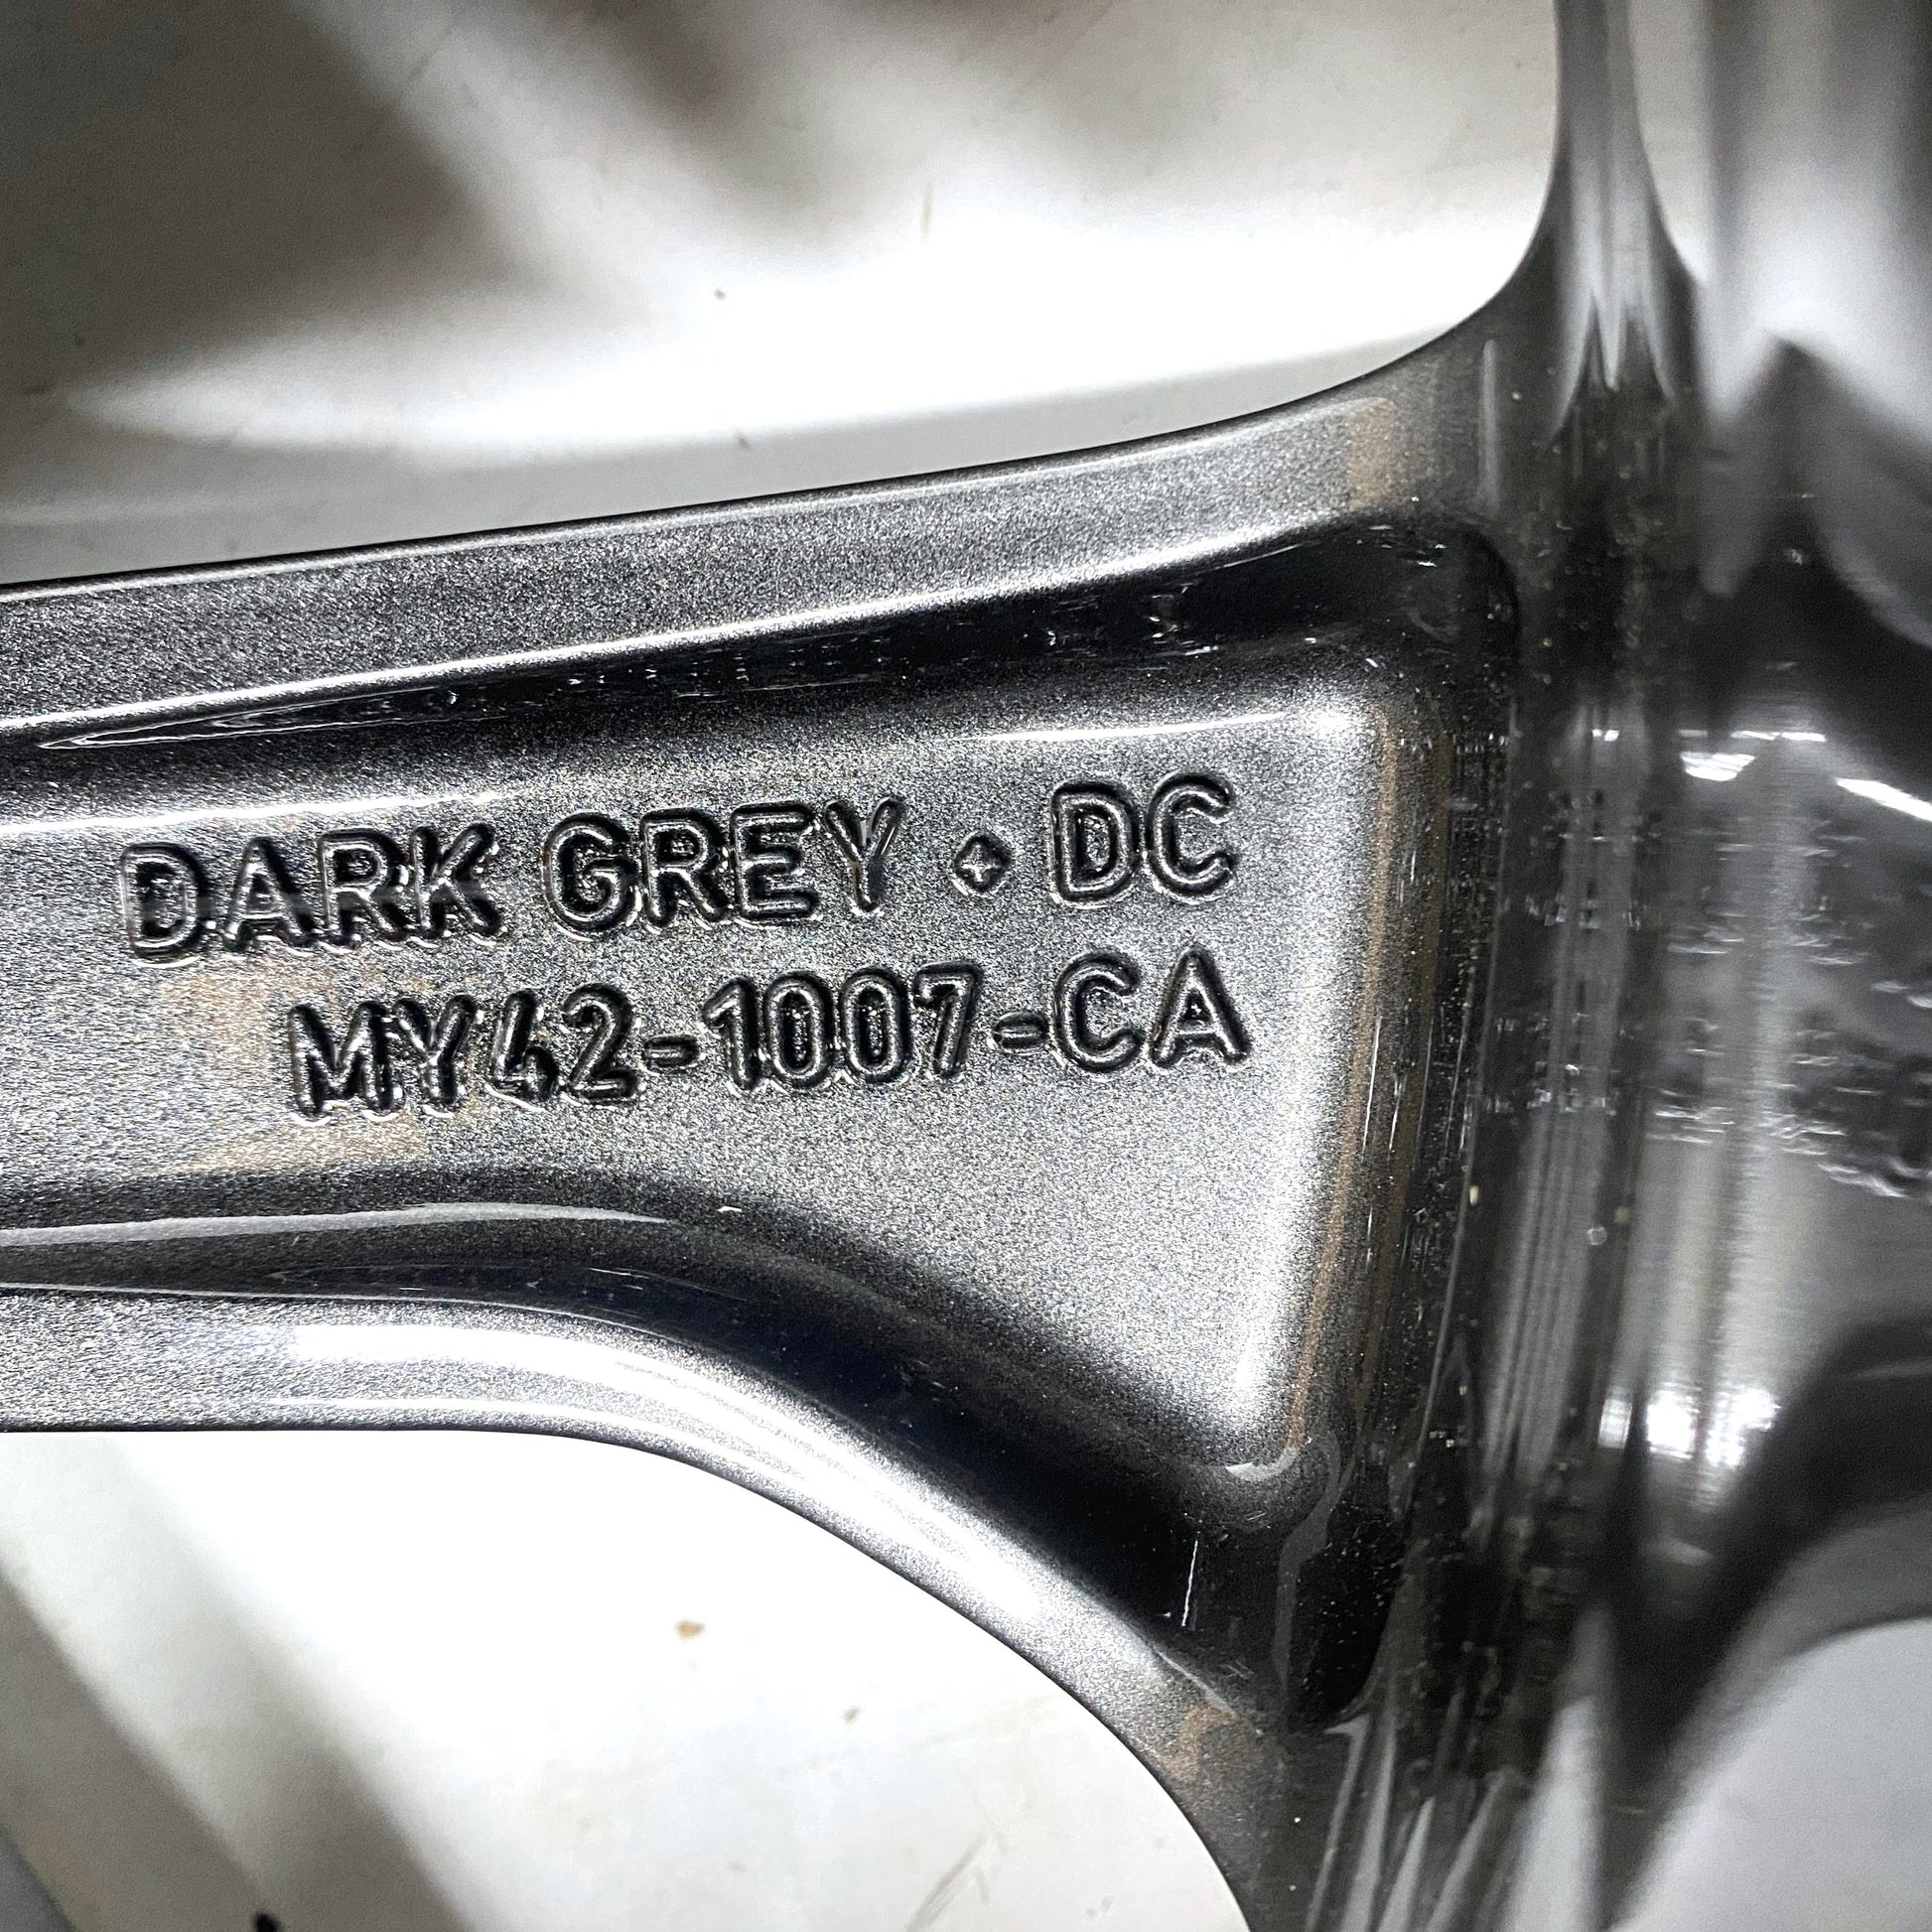 DARK GREY + DC
MY42-1007-CA